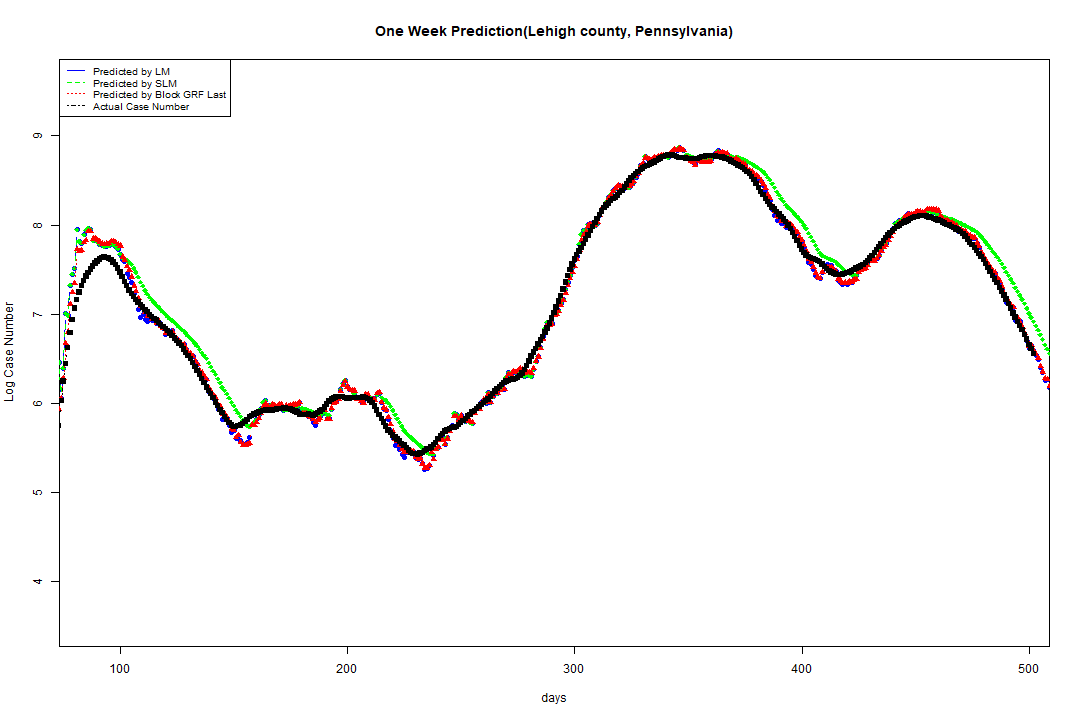 One Week Prediction(Lehigh county, Pennsylvania)
Predicted by LM
Predicted by SLM
Predicted by Block GRF Last
Actual Case Number
9
8
7
6
5
4
Log Case Number
100 200 300 400 500
days